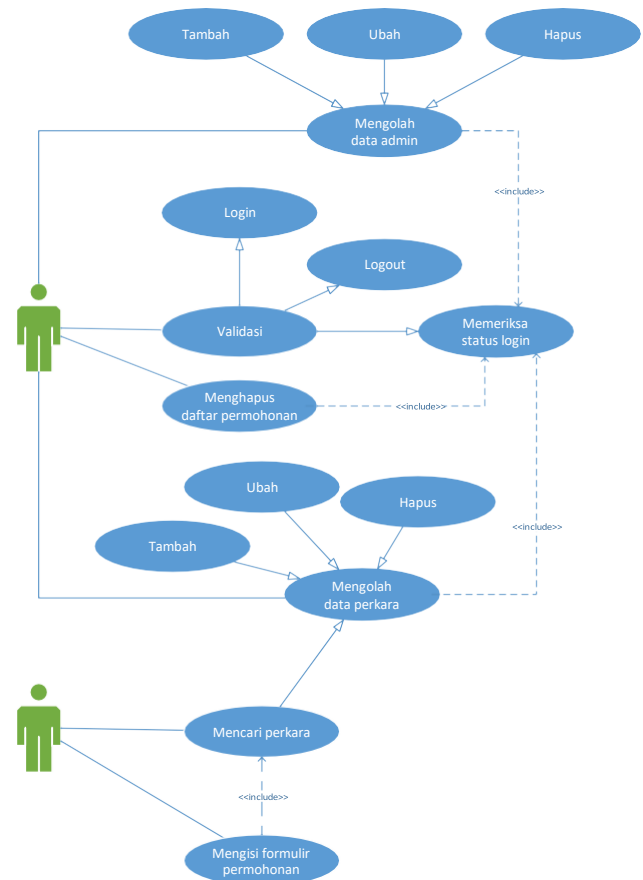 Tambah
Ubah
Hapus
Mengolah
data admin
<<include>>
Login
Logout
Validasi
Memeriksa
status login
Menghapus
daftar permohonan
<<include>>
Ubah
Hapus
<<include>>
Tambah
Mengolah
data perkara
Mencari perkara
<<include>>
Mengisi formulir
permohonan